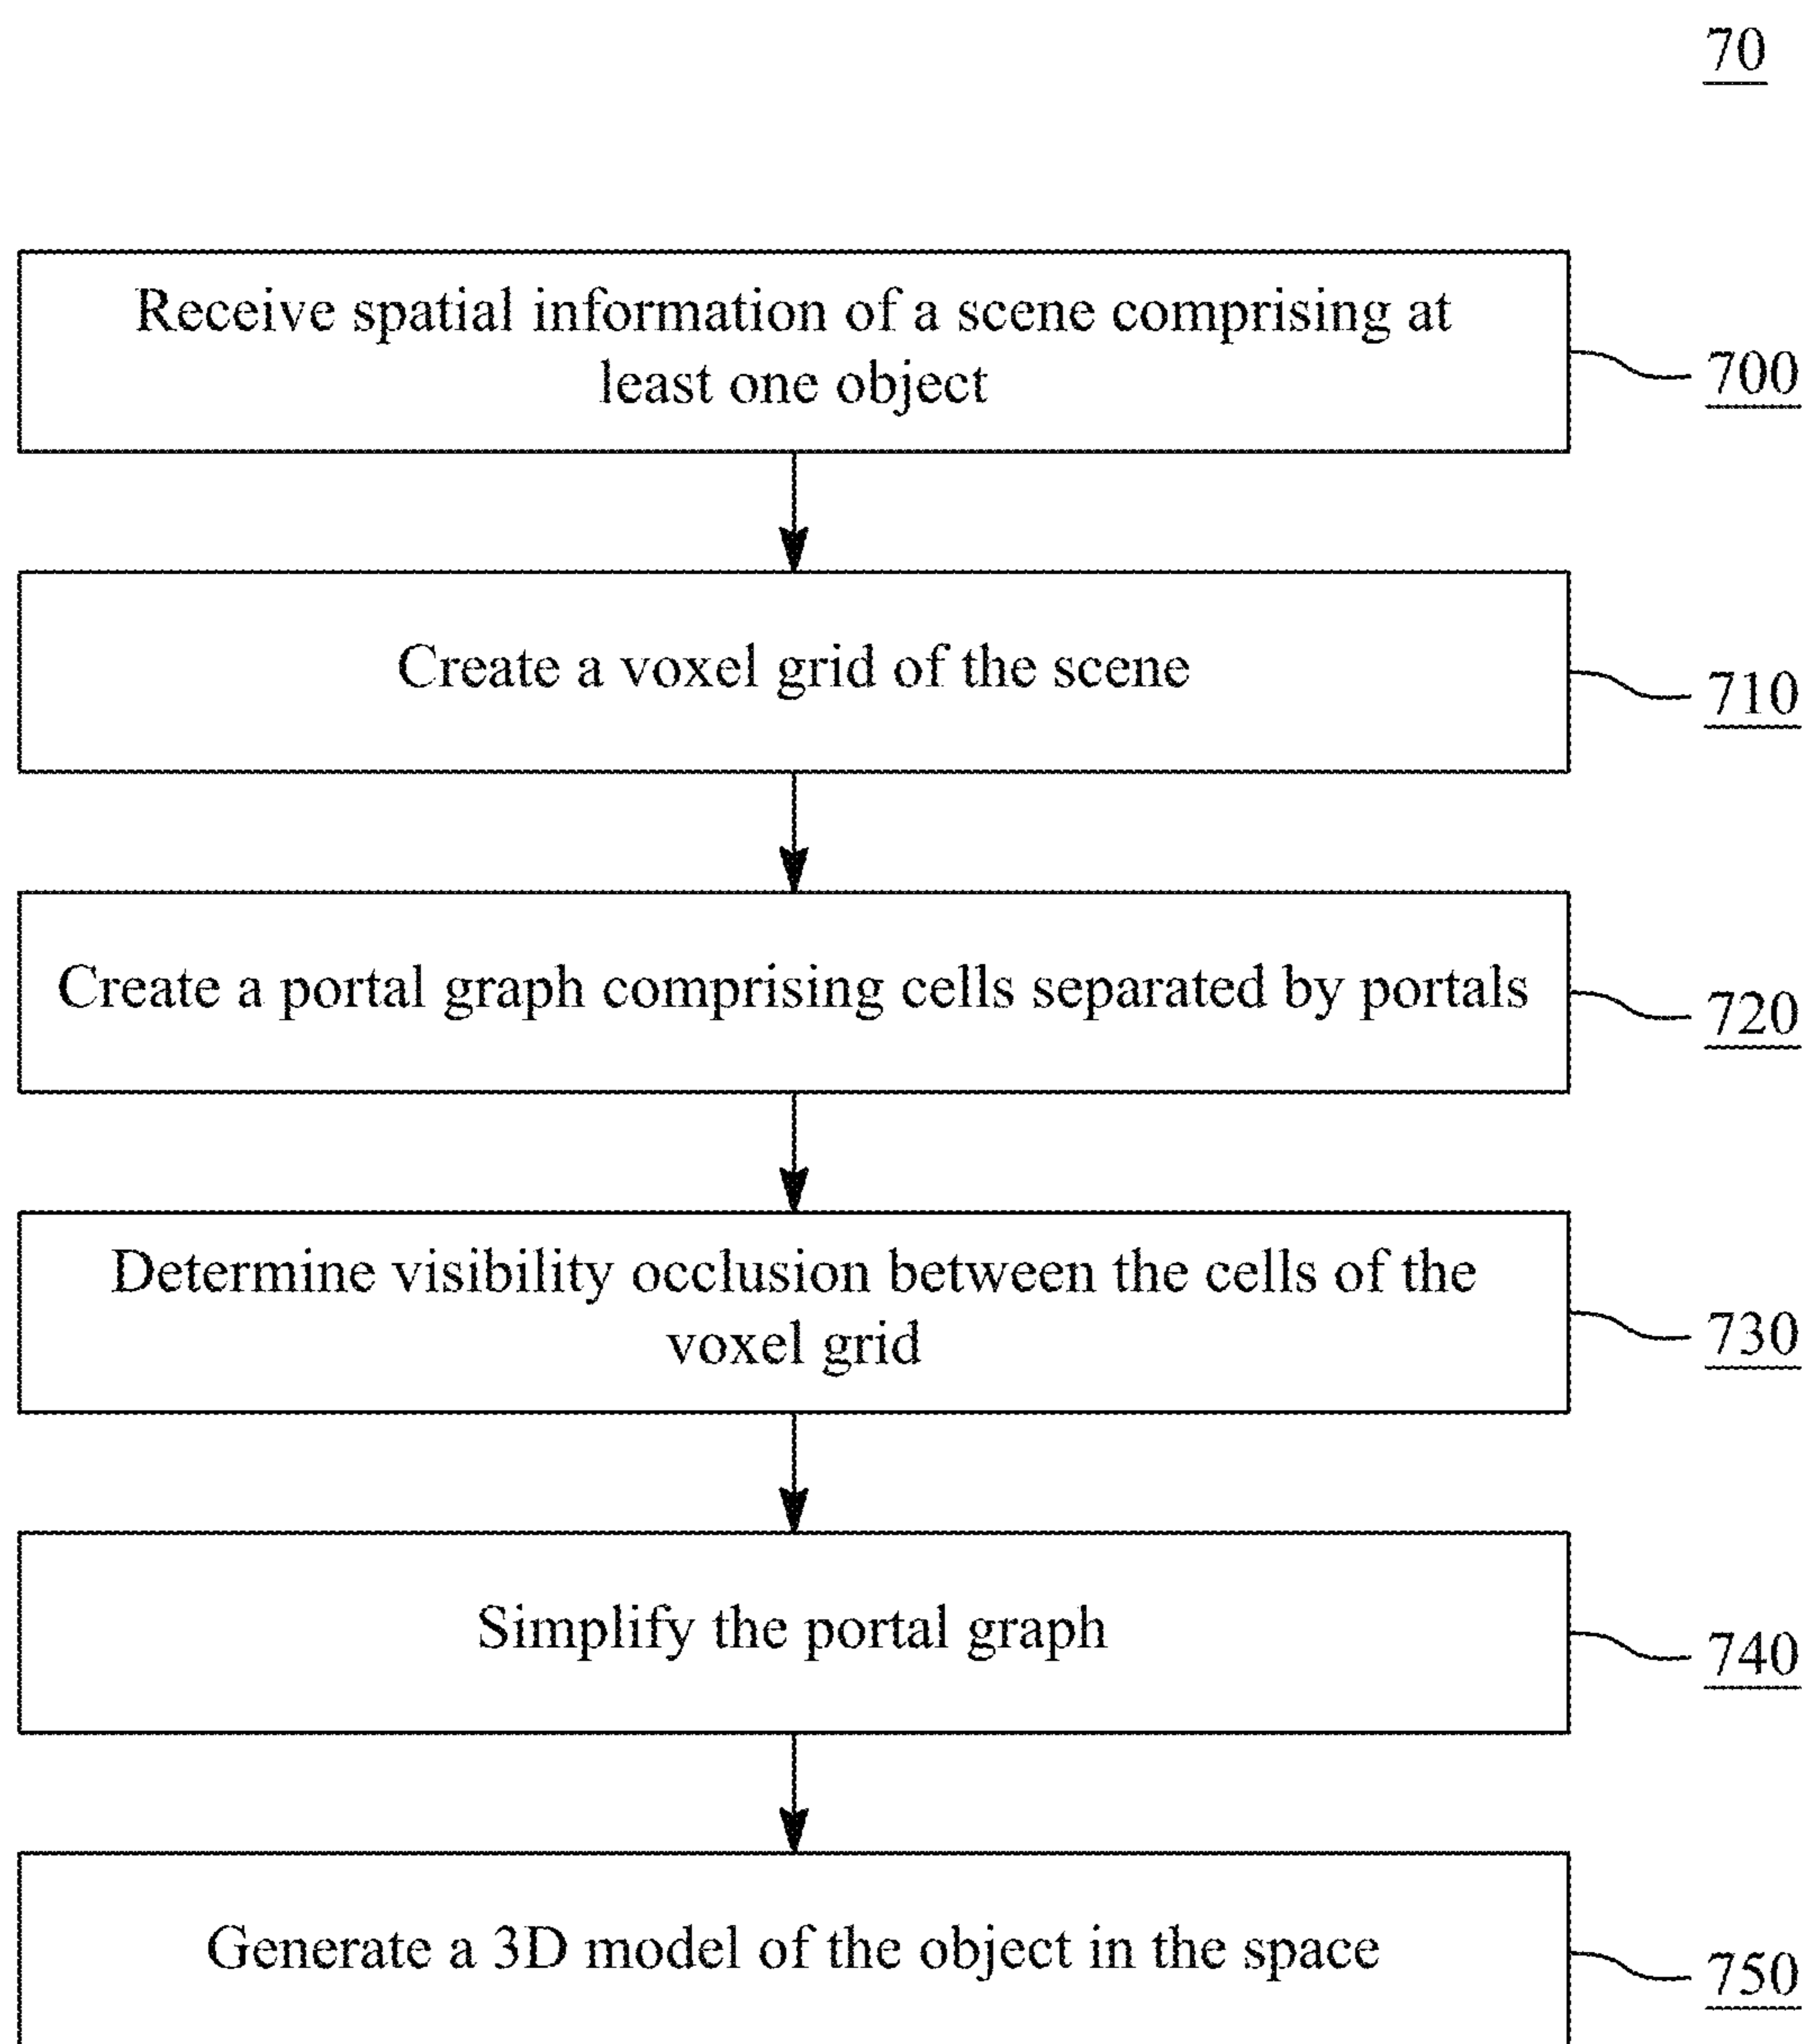 70
Receive spatial information of a scene comprising at
least one object
700
Create a voxel grid of the scene
710
Create a portal graph comprising cells separated by portals
720
Determine visibility occlusion between the cells of the
voxel grid
730
Simplify the portal graph
740
Generate a 3D model of the object in the space
750